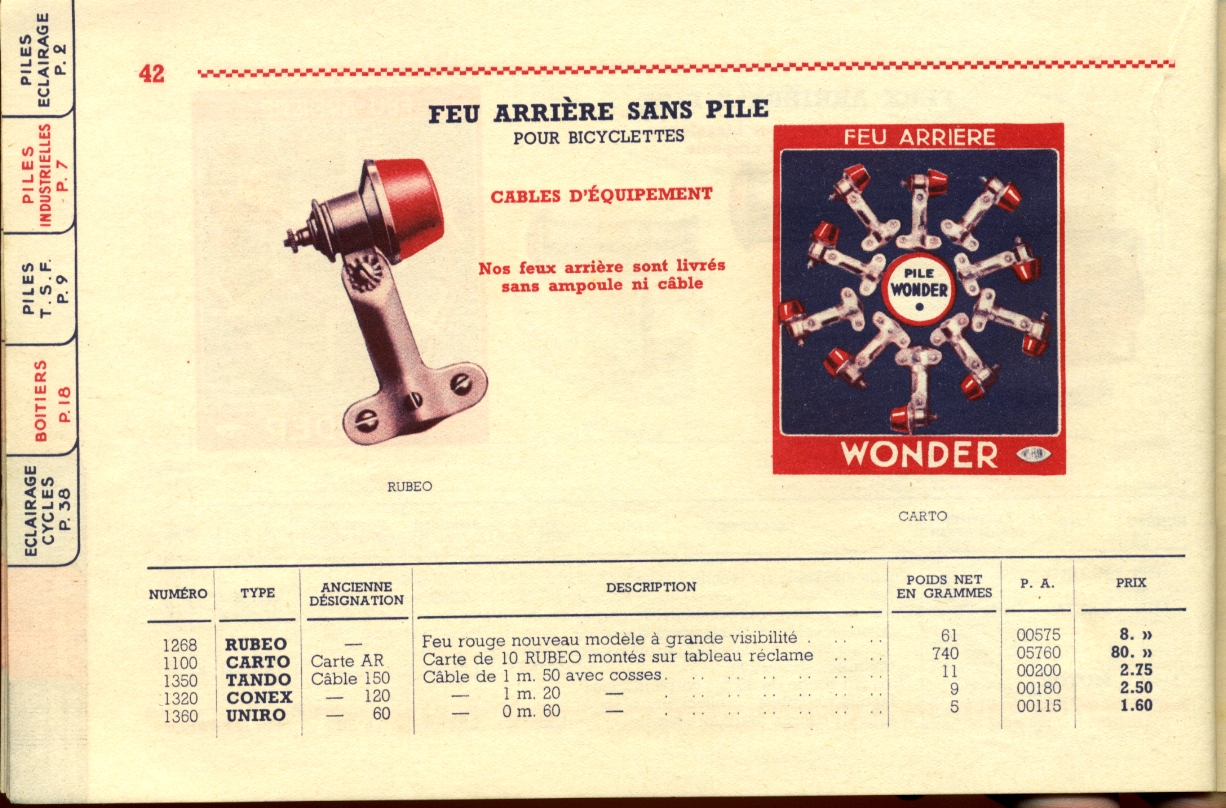 PILES
ECLAIRAGE
P. 2
PILES
INDUSTRIELLES
P. 7
PILES
T. S. F.
P. 9
BOITIERS
P. 18
ECLAIRAGE
CYCLES
P. 38
42
FEU ARRIÈRE SANS PILE
POUR BICYCLETTES
CABLES D'ÉQUIPEMENT
Nos feux arrière sont livrés
sans ampoule ni câble
RUBEO
FEU ARRIÈRE
PILE
WONDER
WONDER
CARTO
NUMÉRO TYPE ANCIENNE DÉSIGNATION DESCRIPTION POIDS NET EN GRAMMES P. A. PRIX
1268 RUBEO — Feu rouge nouveau modèle à grande visibilité . . . . . 61 00575 8. »
1100 CARTO Carte AR Carte de 10 RUBEO montés sur tableau réclame . . . . 740 05760 80. »
1350 TANDO Câble 150 Câble de 1 m. 50 avec cosses. . . . . . . . . . . . . 11 00200 2.75
1320 CONEX — 120 — 1 m. 20 — . . . . . . . . . . . . . 9 00180 2.50
1360 UNIRO — 60 — 0 m. 60 — . . . . . . . . . . . . . 5 00115 1.60